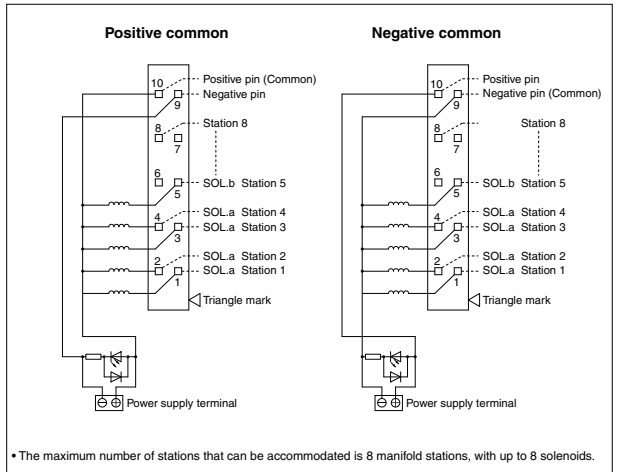 Positive common
10 Positive pin (Common)
9 Negative pin
8 Station 8
7
6
SOL.b Station 5
5
4 SOL.a Station 4
SOL.a Station 3
3
2 SOL.a Station 2
SOL.a Station 1
1
Triangle mark
⊖ ⊕ Power supply terminal
Negative common
10 Positive pin
Negative pin (Common)
9
8 Station 8
7
6
SOL.b Station 5
5
4 SOL.a Station 4
SOL.a Station 3
3
2 SOL.a Station 2
SOL.a Station 1
1
Triangle mark
⊖ ⊕ Power supply terminal
• The maximum number of stations that can be accommodated is 8 manifold stations, with up to 8 solenoids.